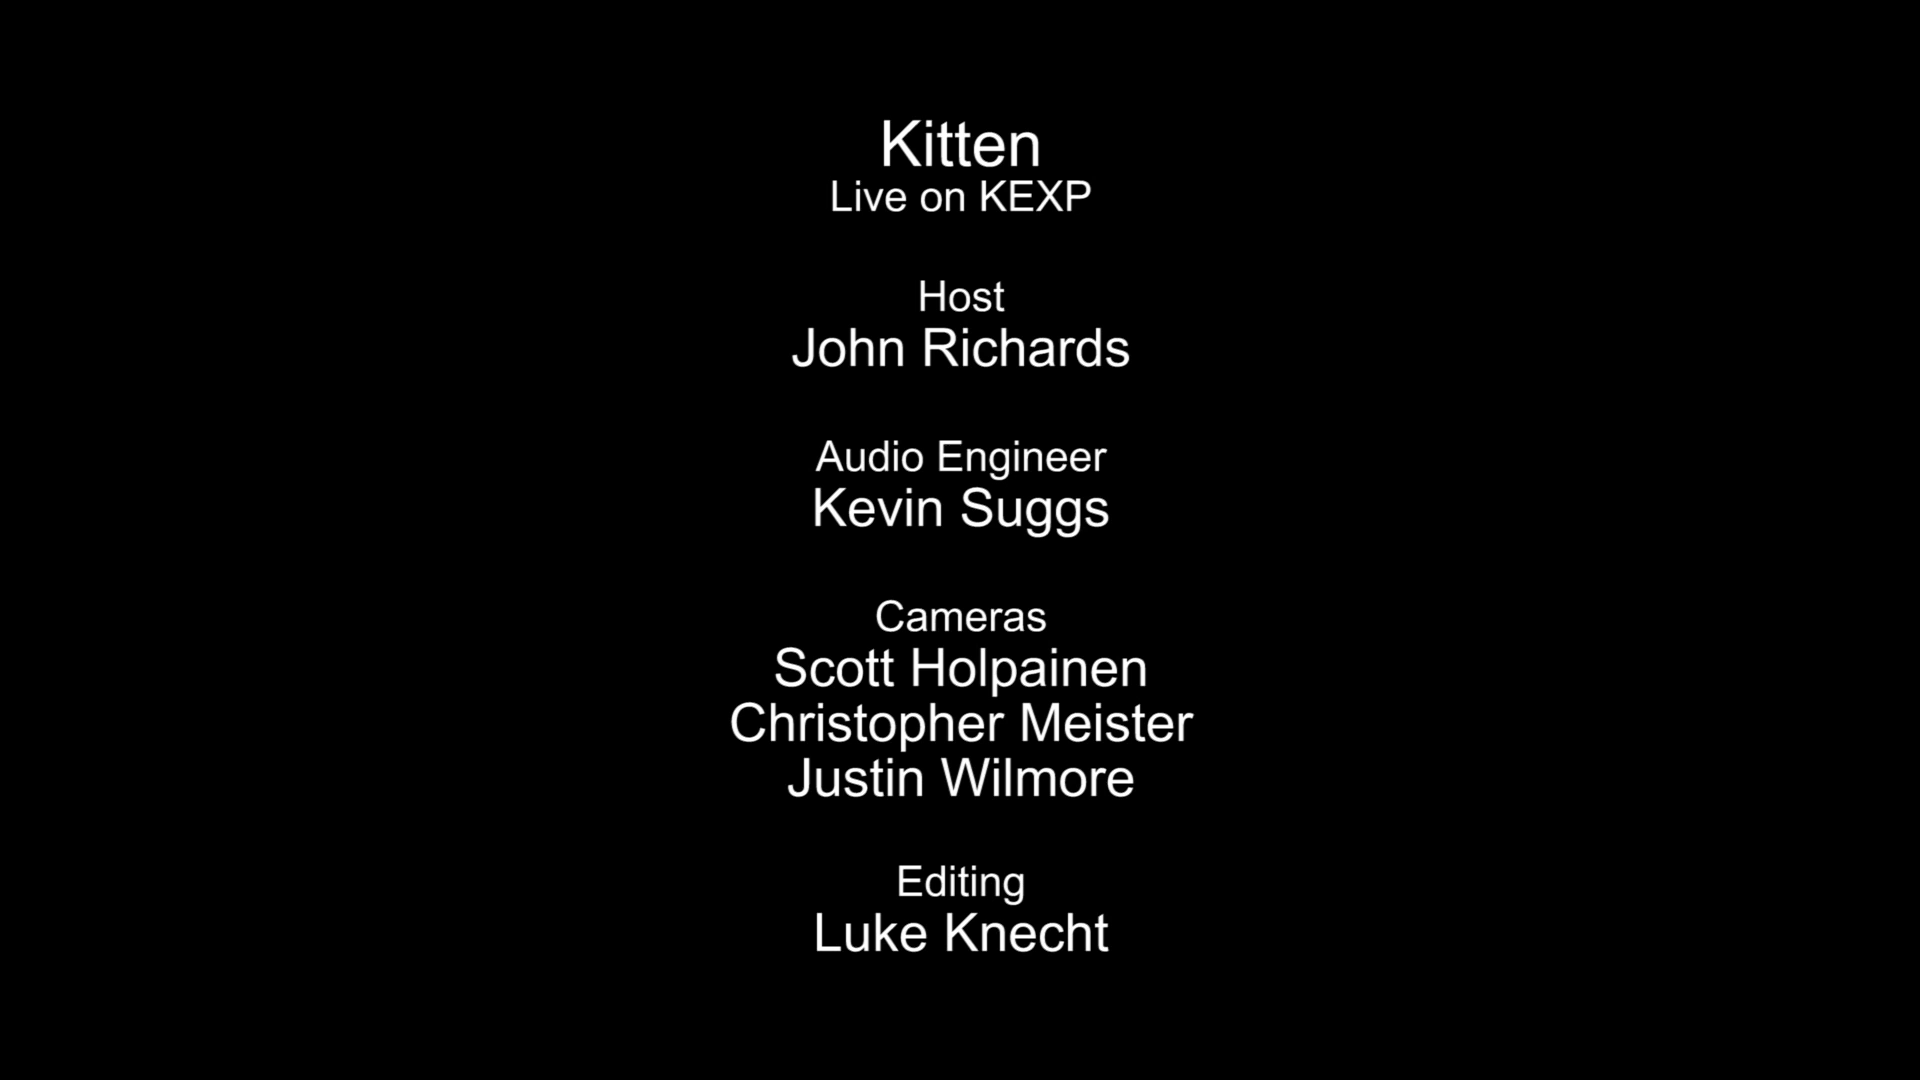 Kitten
Live on KEXP
Host
John Richards
Audio Engineer
Kevin Suggs
Cameras
Scott Holpainen
Christopher Meister
Justin Wilmore
Editing
Luke Knecht